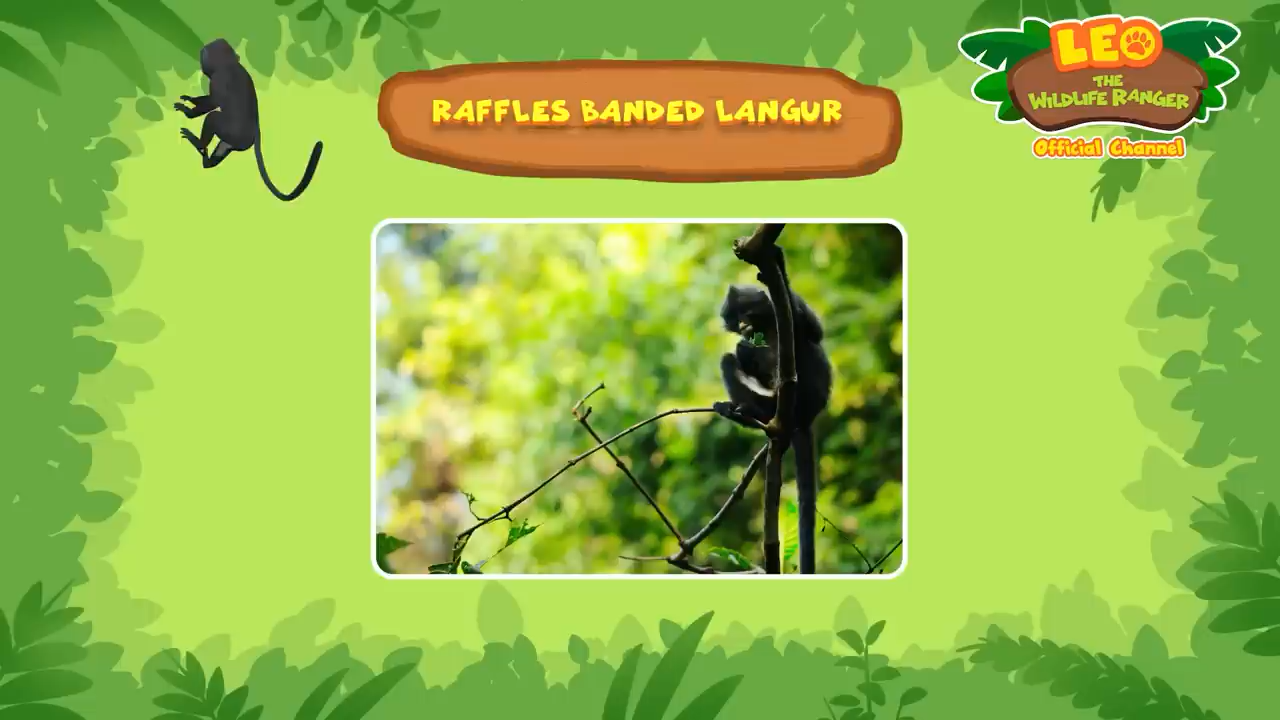 RAFFLES BANDED LANGUR
LEO
THE
WILDLIFE RANGER
Official Channel